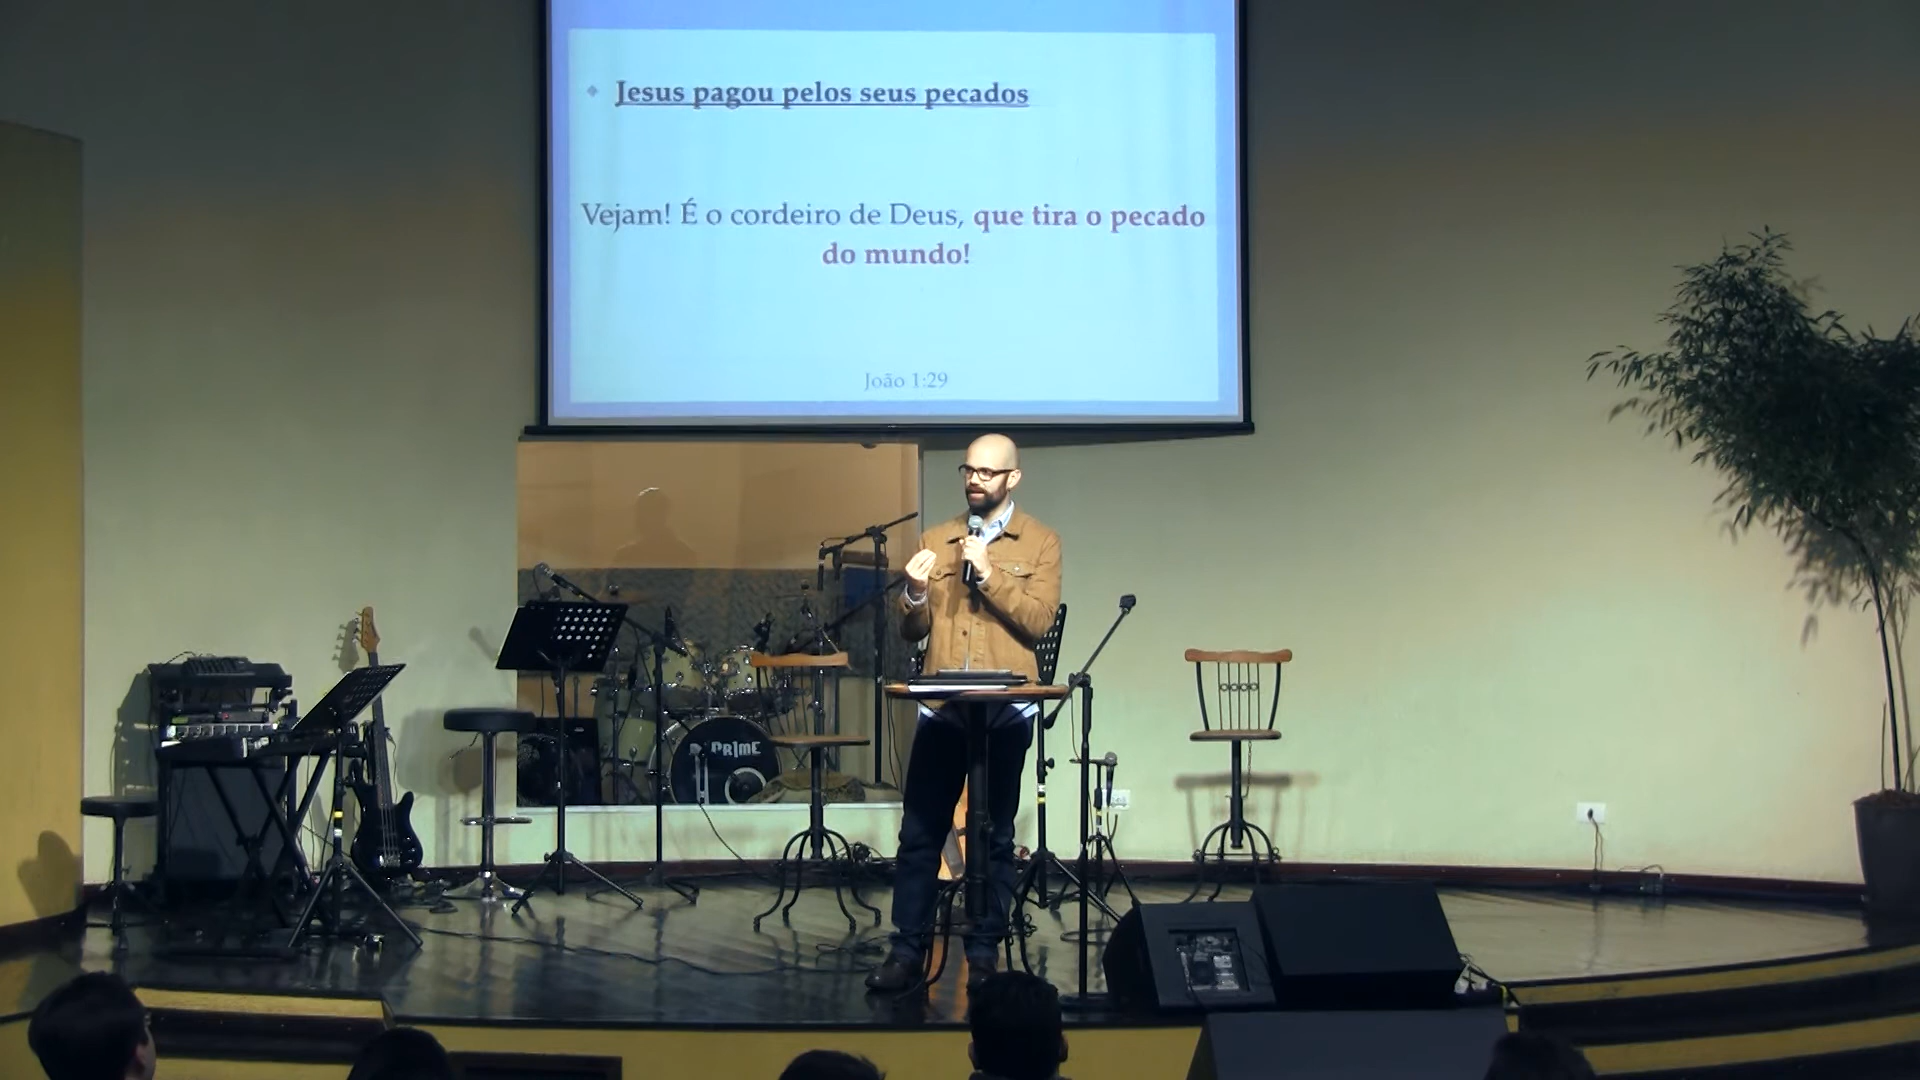 Jesus pagou pelos seus pecados
Vejam! É o cordeiro de Deus, que tira o pecado
do mundo!
João 1:29
PRIME